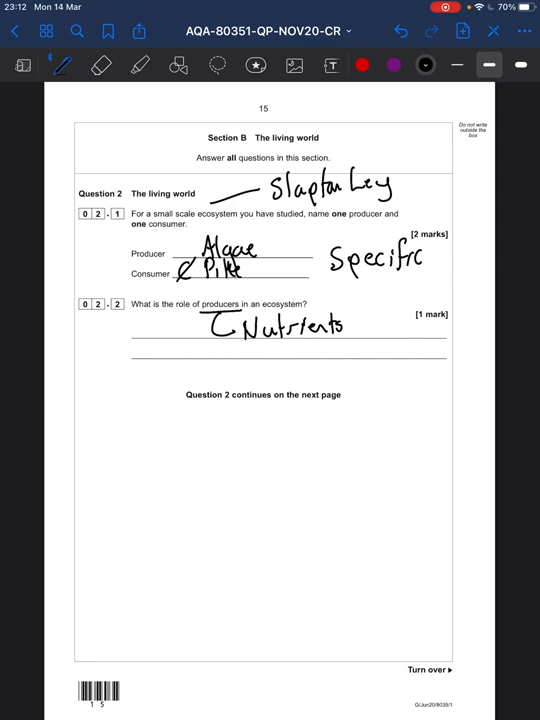 23:12 Mon 14 Mar
70%
AQA-80351-QP-NOV20-CR
T
15
Do not write
outside the
box
Section B The living world
Answer all questions in this section.
Question 2 The living world
Slapton Ley
0 2 . 1 For a small scale ecosystem you have studied, name one producer and
one consumer.
[2 marks]
Producer Algae
Specific
Consumer Pike
0 2 . 2 What is the role of producers in an ecosystem?
[1 mark]
Nutrients
Question 2 continues on the next page
Turn over
1 5
G/Jun20/8035/1